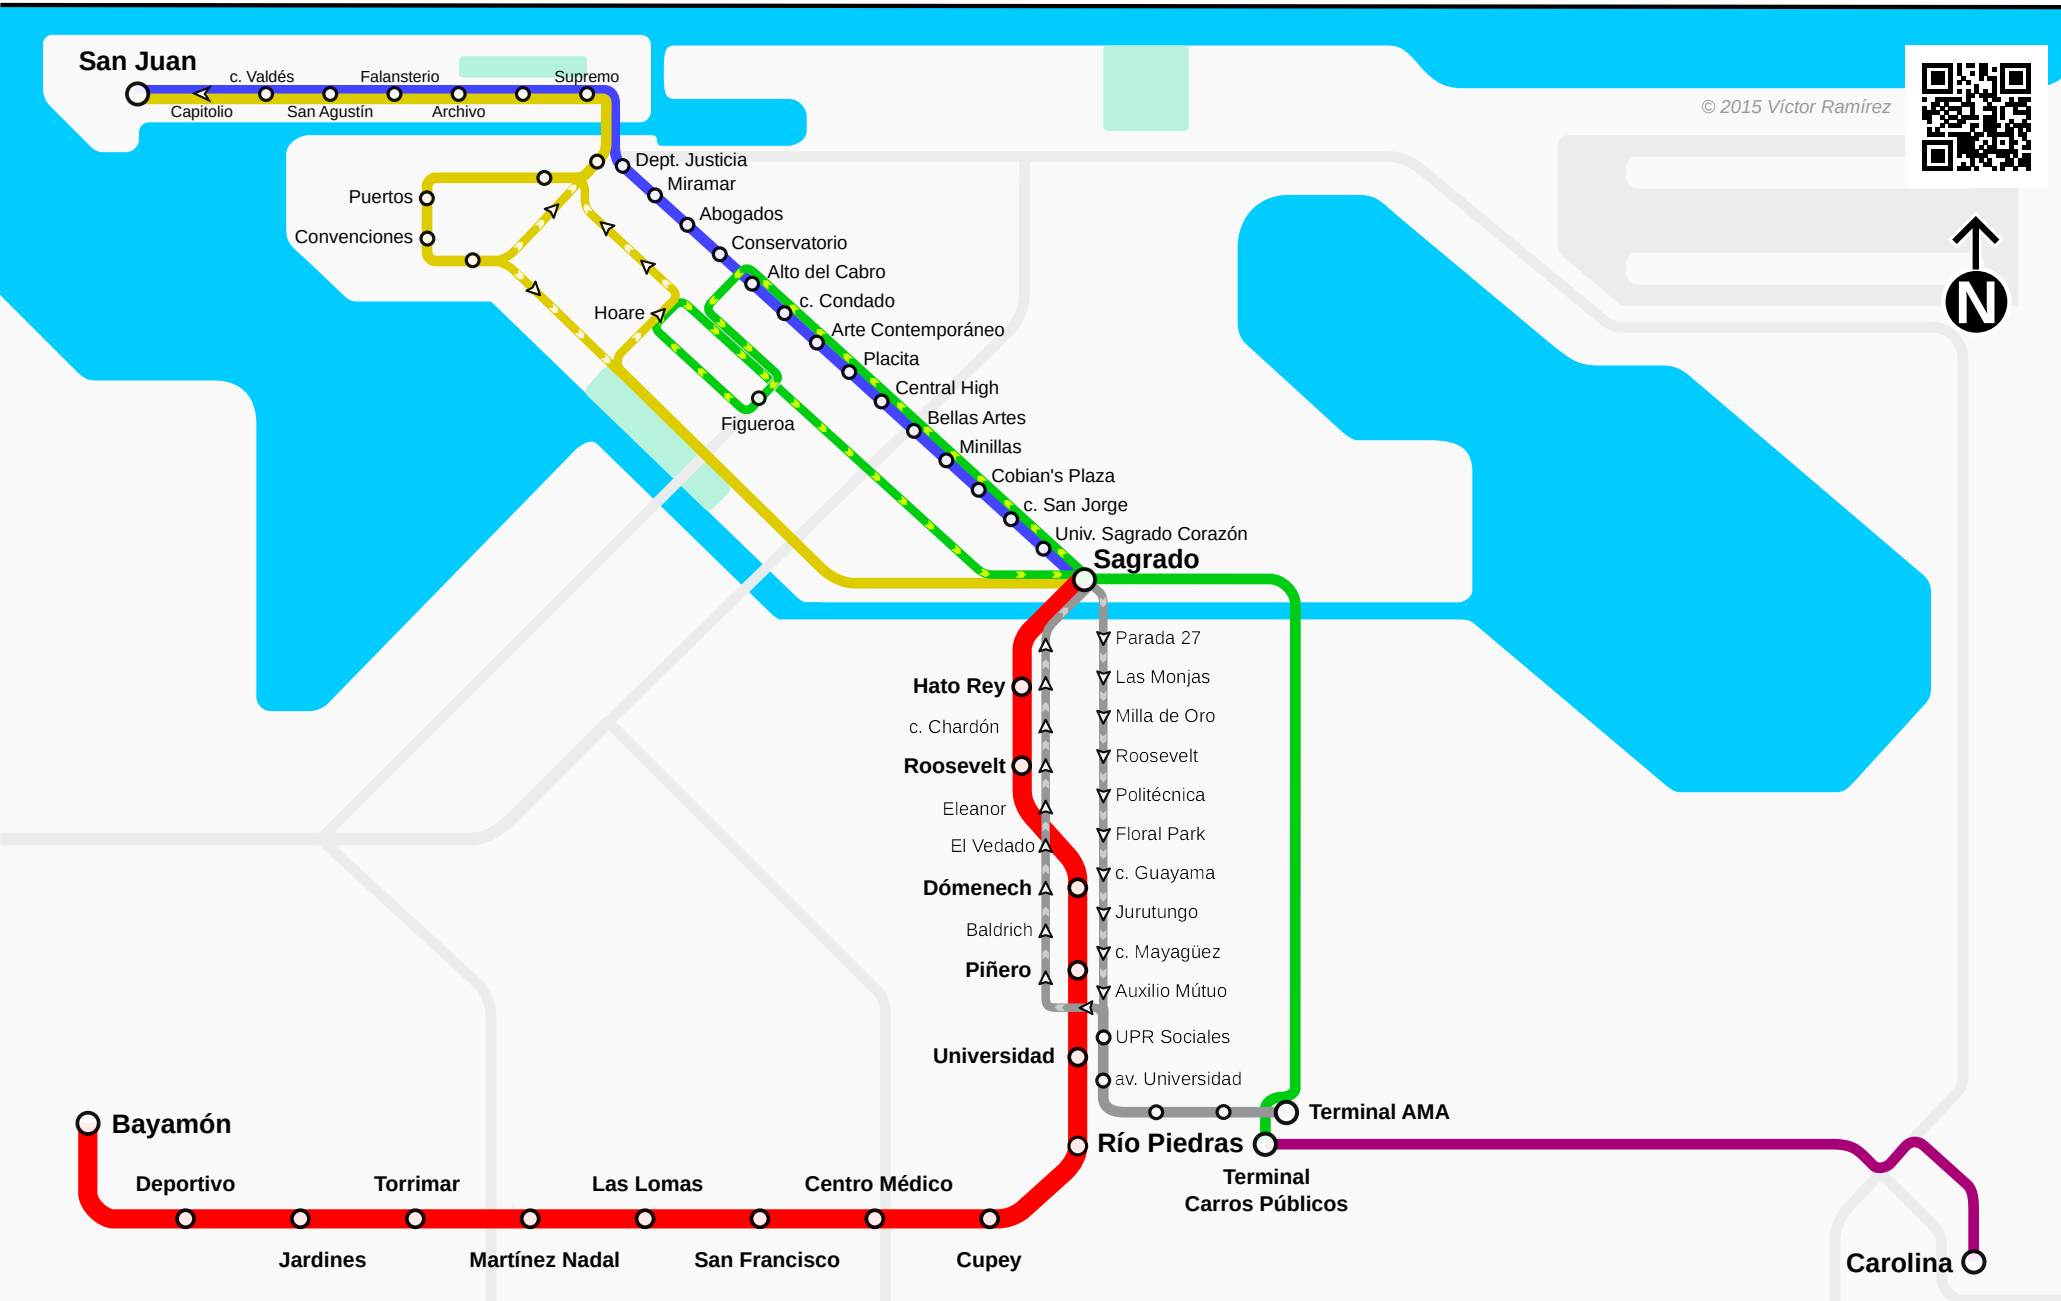 San Juan
c. Valdés
Falansterio
Supremo
Capitolio
San Agustín
Archivo
© 2015 Víctor Ramírez
Dept. Justicia
Miramar
Puertos
Abogados
Convenciones
Conservatorio
Alto del Cabro
c. Condado
N
Hoare
Arte Contemporáneo
Placita
Central High
Figueroa
Bellas Artes
Minillas
Cobian's Plaza
c. San Jorge
Univ. Sagrado Corazón
Sagrado
Parada 27
Las Monjas
Hato Rey
Milla de Oro
c. Chardón
Roosevelt
Roosevelt
Politécnica
Eleanor
Floral Park
El Vedado
c. Guayama
Dómenech
Jurutungo
Baldrich
c. Mayagüez
Piñero
Auxilio Mútuo
UPR Sociales
Universidad
av. Universidad
Terminal AMA
Bayamón
Río Piedras
Terminal
Carros Públicos
Deportivo
Torrimar
Las Lomas
Centro Médico
Jardines
Martínez Nadal
San Francisco
Cupey
Carolina